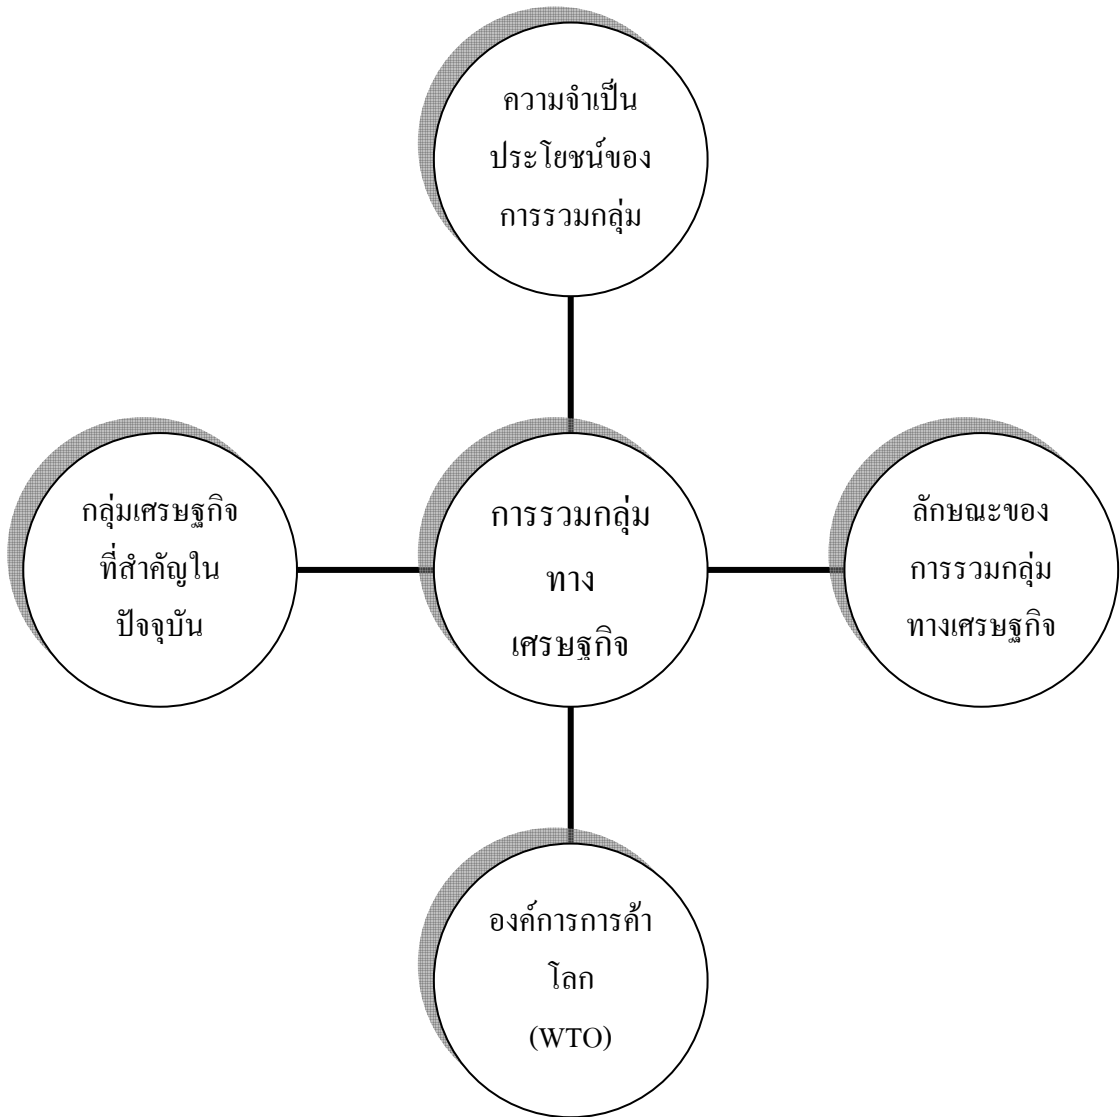 ความจำเป็น
ประโยชน์ของ
การรวมกลุ่ม
กลุ่มเศรษฐกิจ
ที่สำคัญใน
ปัจจุบัน
การรวมกลุ่ม
ทาง
เศรษฐกิจ
ลักษณะของ
การรวมกลุ่ม
ทางเศรษฐกิจ
องค์การการค้า
โลก
(WTO)